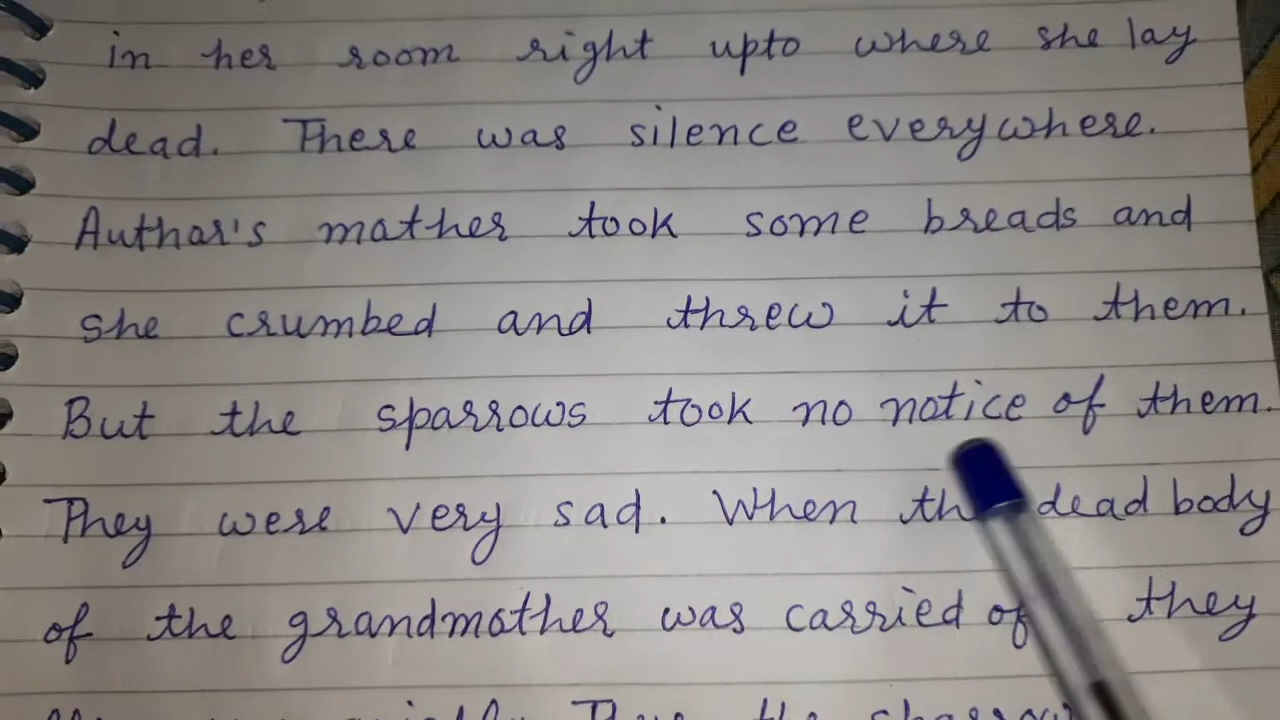 in her room right upto where she lay
dead. There was silence everywhere.
Authar's mather took some breads and
she crumbed and threw it to them.
But the sparrows took no notice of them.
They were very sad. When dead body
of the grandmother was carried they